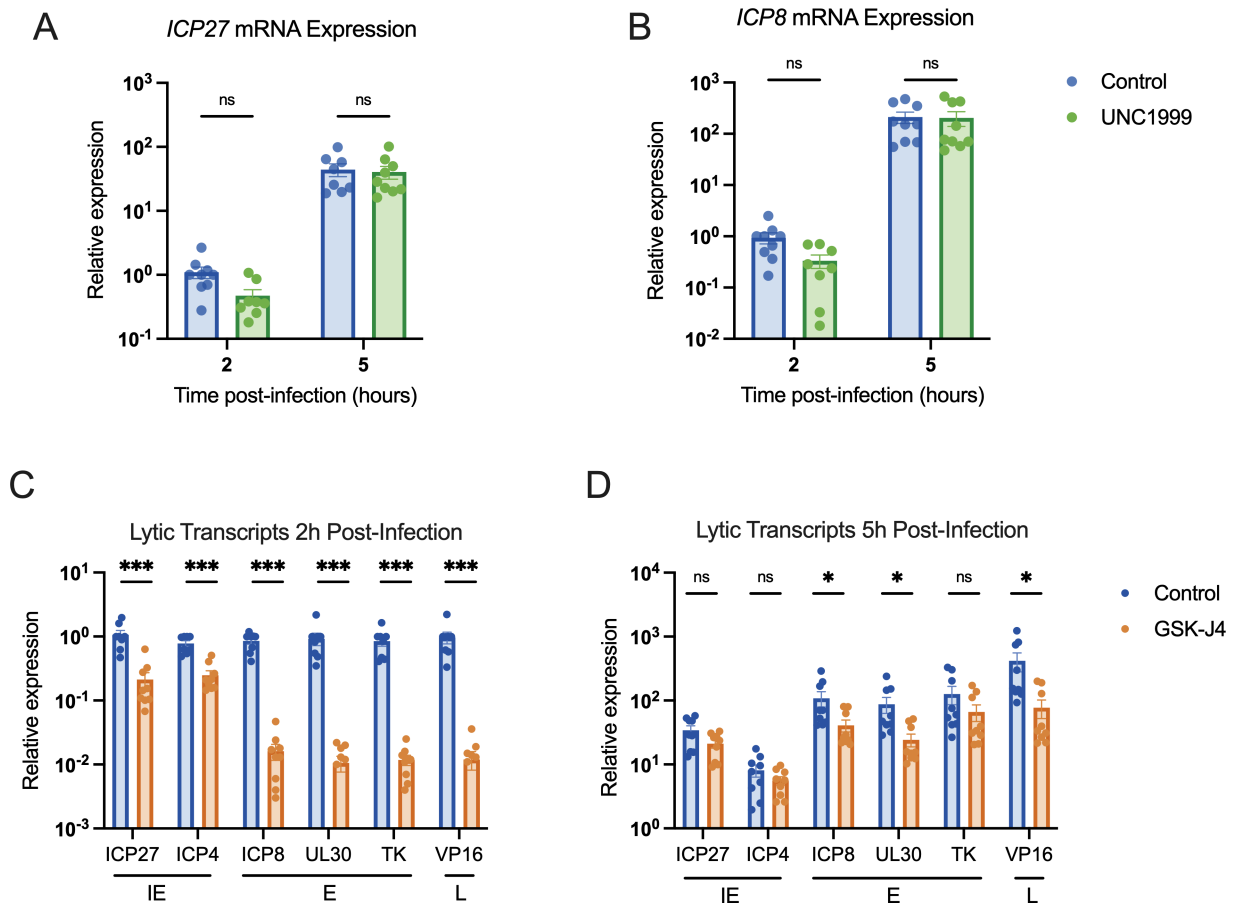 A
ICP27 mRNA Expression
Relative expression
10³
10²
10¹
10⁰
10⁻¹
ns
ns
2
5
Time post-infection (hours)
B
ICP8 mRNA Expression
Relative expression
10³
10²
10¹
10⁰
10⁻¹
10⁻²
ns
ns
2
5
Time post-infection (hours)
Control
UNC1999
C
Lytic Transcripts 2h Post-Infection
Relative expression
10¹
10⁰
10⁻¹
10⁻²
10⁻³
*** *** *** *** *** ***
ICP27 ICP4 ICP8 UL30 TK VP16
IE E L
D
Lytic Transcripts 5h Post-Infection
Relative expression
10⁴
10³
10²
10¹
10⁰
ns ns * * ns *
ICP27 ICP4 ICP8 UL30 TK VP16
IE E L
Control
GSK-J4